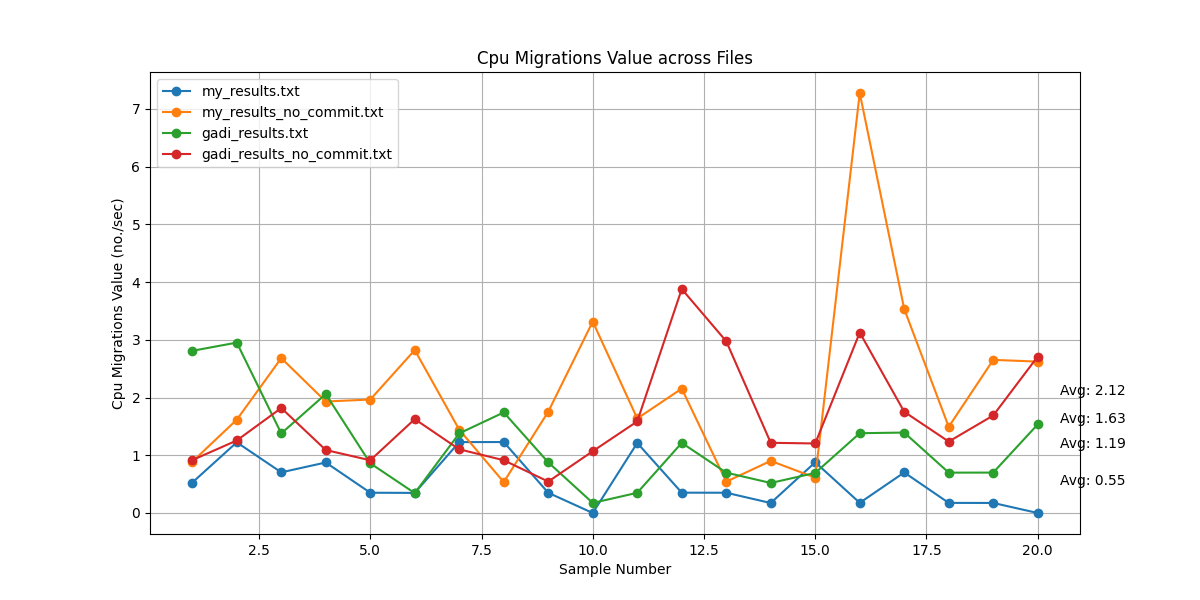 Cpu Migrations Value across Files
my_results.txt
my_results_no_commit.txt
gadi_results.txt
gadi_results_no_commit.txt
Cpu Migrations Value (no./sec)
7
6
5
4
3
2
1
0
Avg: 2.12
Avg: 1.63
Avg: 1.19
Avg: 0.55
2.5 5.0 7.5 10.0 12.5 15.0 17.5 20.0
Sample Number